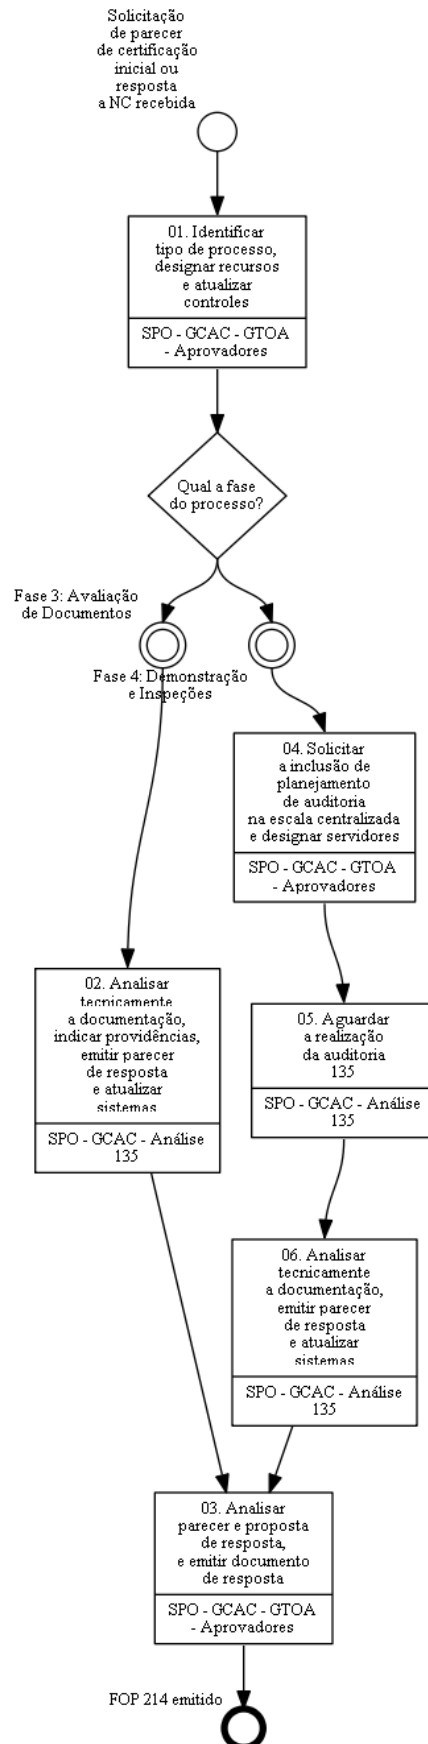 Solicitação
de parecer
de certificação
inicial ou
resposta
a NC recebida
01. Identificar
tipo de processo,
designar recursos
e atualizar
controles
SPO - GCAC - GTOA
- Aprovadores
Qual a fase
do processo?
Fase 3: Avaliação
de Documentos
Fase 4: Demonstração
e Inspeções
04. Solicitar
a inclusão de
planejamento
de auditoria
na escala centralizada
e designar servidores
SPO - GCAC - GTOA
- Aprovadores
02. Analisar
tecnicamente
a documentação,
indicar providências,
emitir parecer
de resposta
e atualizar
sistemas
SPO - GCAC - Análise
135
05. Aguardar
a realização
da auditoria
135
SPO - GCAC - Análise
135
06. Analisar
tecnicamente
a documentação,
emitir parecer
de resposta
e atualizar
sistemas
SPO - GCAC - Análise
135
03. Analisar
parecer e proposta
de resposta,
e emitir documento
de resposta
SPO - GCAC - GTOA
- Aprovadores
FOP 214 emitido